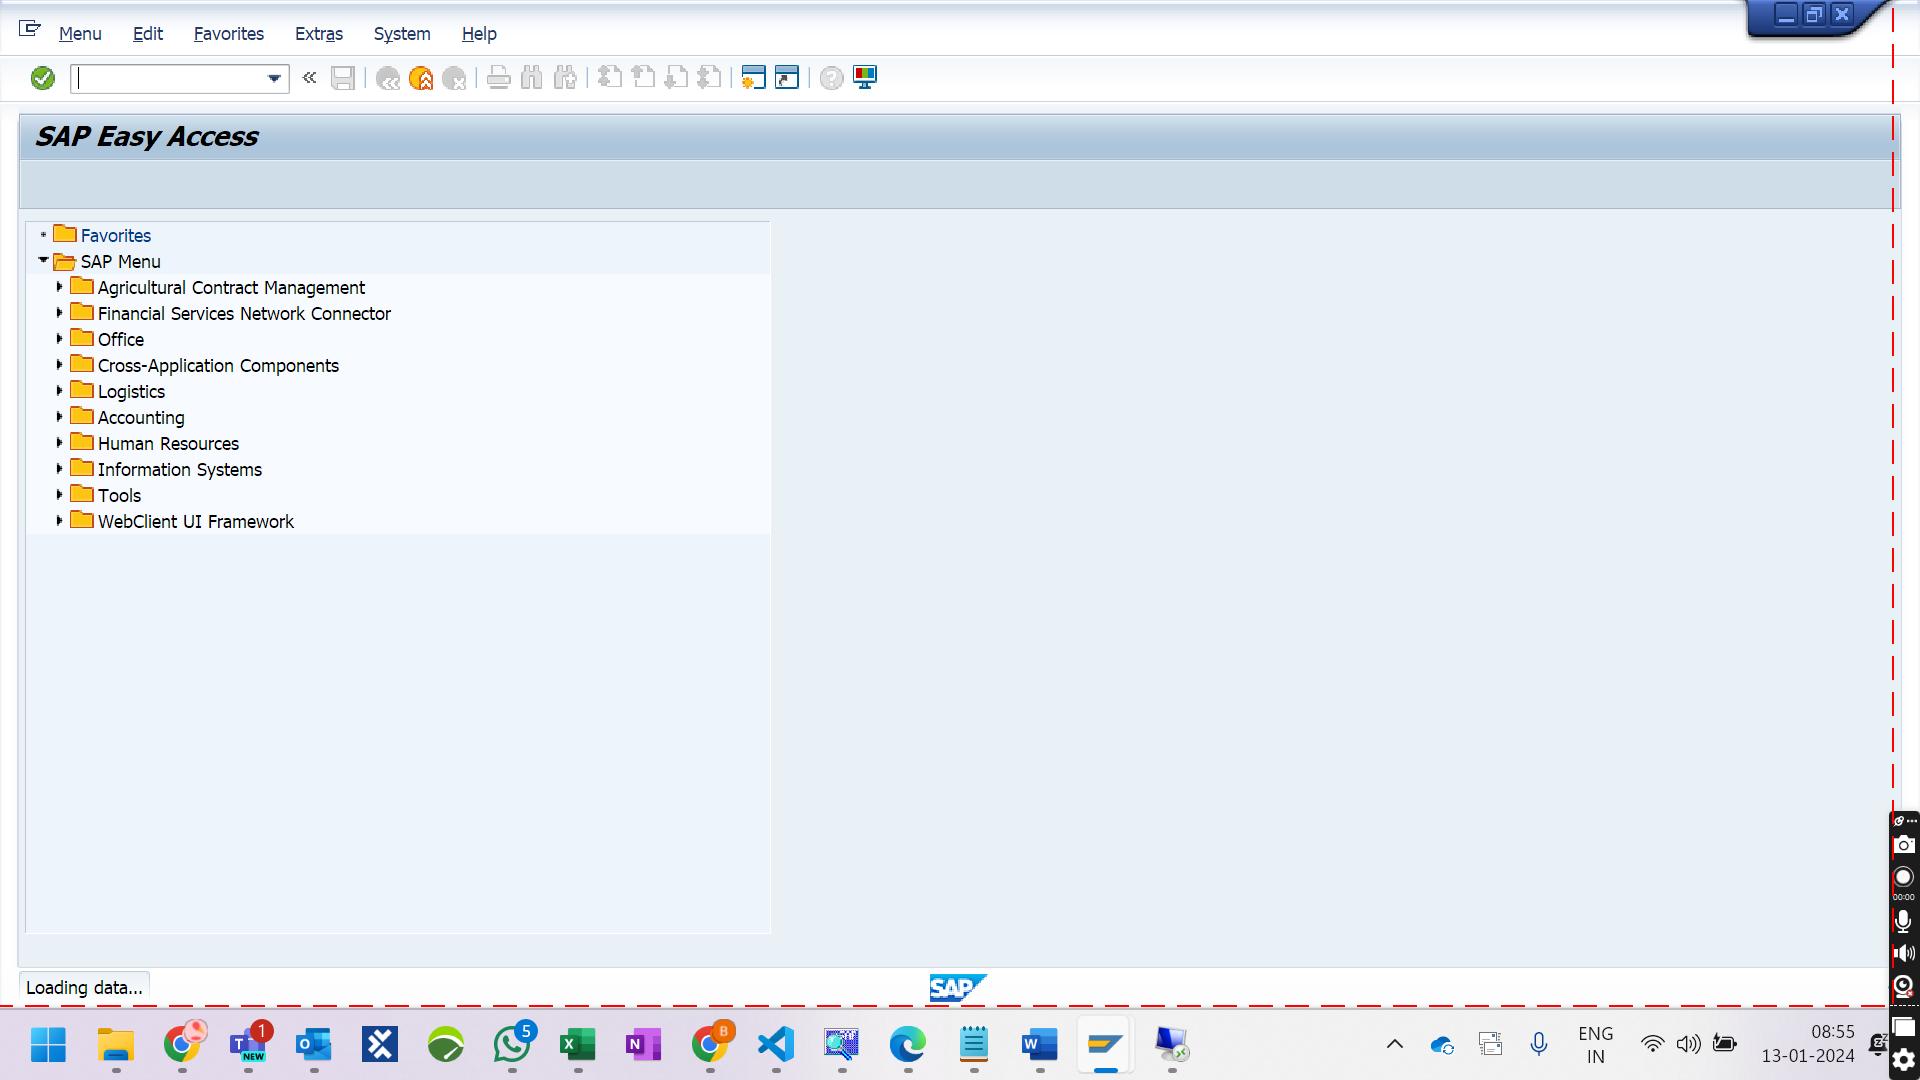 Menu Edit Favorites Extras System Help
SAP Easy Access
Favorites
SAP Menu
Agricultural Contract Management
Financial Services Network Connector
Office
Cross-Application Components
Logistics
Accounting
Human Resources
Information Systems
Tools
WebClient UI Framework
00:00
Loading data...
SAP
1
NEW
5
B
ENG
IN
08:55
13-01-2024